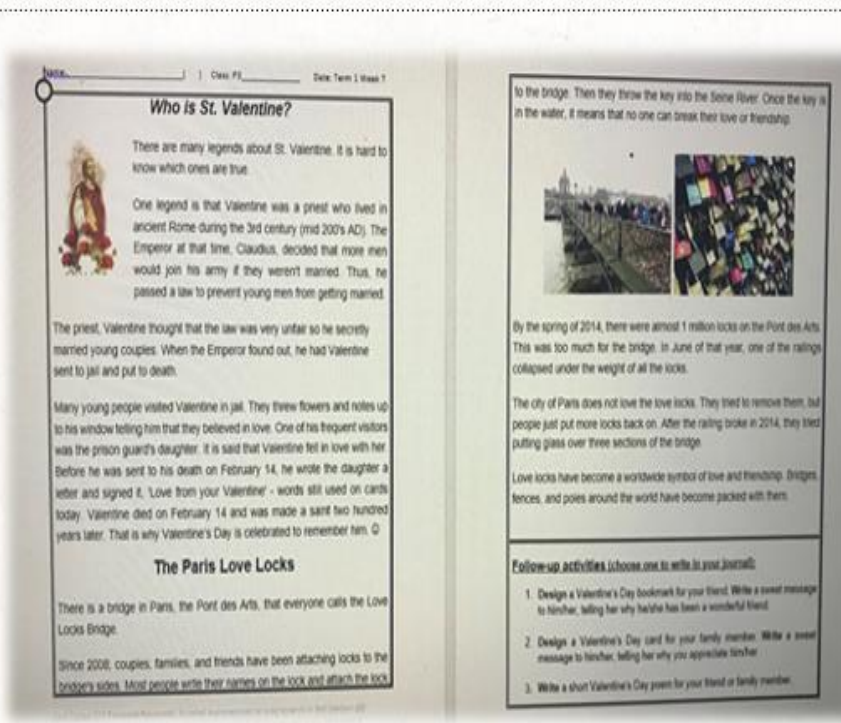 Name: ( ) Class: P5 Date: Term 1 Week 7
Who is St. Valentine?
There are many legends about St. Valentine. It is hard to
know which ones are true.
One legend is that Valentine was a priest who lived in
ancient Rome during the 3rd century (mid 200's AD). The
Emperor at that time, Claudius, decided that more men
would join his army if they weren't married. Thus, he
passed a law to prevent young men from getting married.
The priest, Valentine thought that the law was very unfair so he secretly
married young couples. When the Emperor found out, he had Valentine
sent to jail and put to death.
Many young people visited Valentine in jail. They threw flowers and notes up
to his window telling him that they believed in love. One of his frequent visitors
was the prison guard's daughter. It is said that Valentine fell in love with her.
Before he was sent to his death on February 14, he wrote the daughter a
letter and signed it, 'Love from your Valentine' - words still used on cards
today. Valentine died on February 14 and was made a saint two hundred
years later. That is why Valentine's Day is celebrated to remember him. ☺
The Paris Love Locks
There is a bridge in Paris, the Pont des Arts, that everyone calls the Love
Locks Bridge.
Since 2008, couples, families, and friends have been attaching locks to the
bridge's sides. Most people write their names on the lock and attach the lock
to the bridge. Then they throw the key into the Seine River. Once the key is
in the water, it means that no one can break their love or friendship.
By the spring of 2014, there were almost 1 million locks on the Pont des Arts.
This was too much for the bridge. In June of that year, one of the railings
collapsed under the weight of all the locks.
The city of Paris does not love the love locks. They tried to remove them, but
people just put more locks back on. After the railing broke in 2014, they tried
putting glass over three sections of the bridge.
Love locks have become a worldwide symbol of love and friendship. Bridges,
fences, and poles around the world have become packed with them.
Follow-up activities (choose one to write in your journal):
1. Design a Valentine's Day bookmark for your friend. Write a sweet message
to him/her, telling her why he/she has been a wonderful friend.
2. Design a Valentine's Day card for your family member. Write a sweet
message to him/her, telling her why you appreciate him/her.
3. Write a short Valentine's Day poem for your friend or family member.